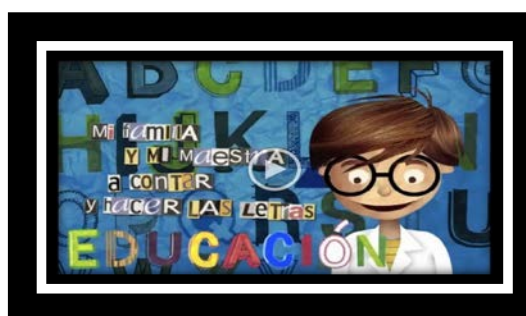 A B C D E F G
H I J K L N
Mi familia
Y Mi Maestra
a contar
y hacer las letras
EDUCACIÓN